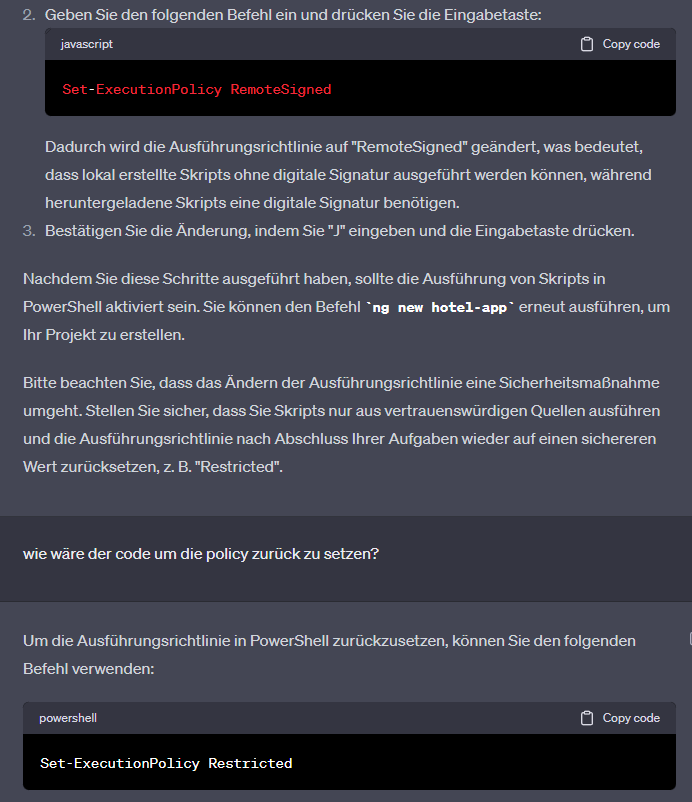 2. Geben Sie den folgenden Befehl ein und drücken Sie die Eingabetaste:
javascript Copy code
Set-ExecutionPolicy RemoteSigned
Dadurch wird die Ausführungsrichtlinie auf "RemoteSigned" geändert, was bedeutet,
dass lokal erstellte Skripts ohne digitale Signatur ausgeführt werden können, während
heruntergeladene Skripts eine digitale Signatur benötigen.
3. Bestätigen Sie die Änderung, indem Sie "J" eingeben und die Eingabetaste drücken.
Nachdem Sie diese Schritte ausgeführt haben, sollte die Ausführung von Skripts in
PowerShell aktiviert sein. Sie können den Befehl `ng new hotel-app` erneut ausführen, um
Ihr Projekt zu erstellen.
Bitte beachten Sie, dass das Ändern der Ausführungsrichtlinie eine Sicherheitsmaßnahme
umgeht. Stellen Sie sicher, dass Sie Skripts nur aus vertrauenswürdigen Quellen ausführen
und die Ausführungsrichtlinie nach Abschluss Ihrer Aufgaben wieder auf einen sichereren
Wert zurücksetzen, z. B. "Restricted".
wie wäre der code um die policy zurück zu setzen?
Um die Ausführungsrichtlinie in PowerShell zurückzusetzen, können Sie den folgenden
Befehl verwenden:
powershell Copy code
Set-ExecutionPolicy Restricted